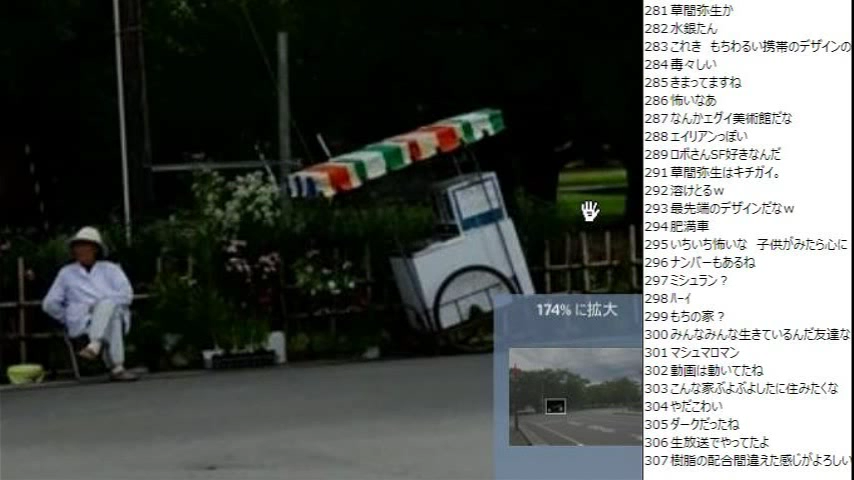 281 草間弥生か
282 水銀たん
283 これき もちわるい携帯のデザインの
284 毒々しい
285 きまってますね
286 怖いなあ
287 なんかエグイ美術館だな
288 エイリアンっぽい
289 ロボさんSF好きなんだ
291 草間弥生はキチガイ。
292 溶けとるｗ
293 最先端のデザインだなｗ
294 肥満車
295 いちいち怖いな 子供がみたら心に
296 ナンバーもあるね
297 ミシュラン？
298 ﾊｰｲ
299 もちの家？
300 みんなみんな生きているんだ友達な
301 マシュマロマン
302 動画は動いてたね
303 こんな家ぶよぶよしたに住みたくな
304 やだこわい
305 ダークだったね
306 生放送でやってたよ
307 樹脂の配合間違えた感じがよろしい
174% に拡大